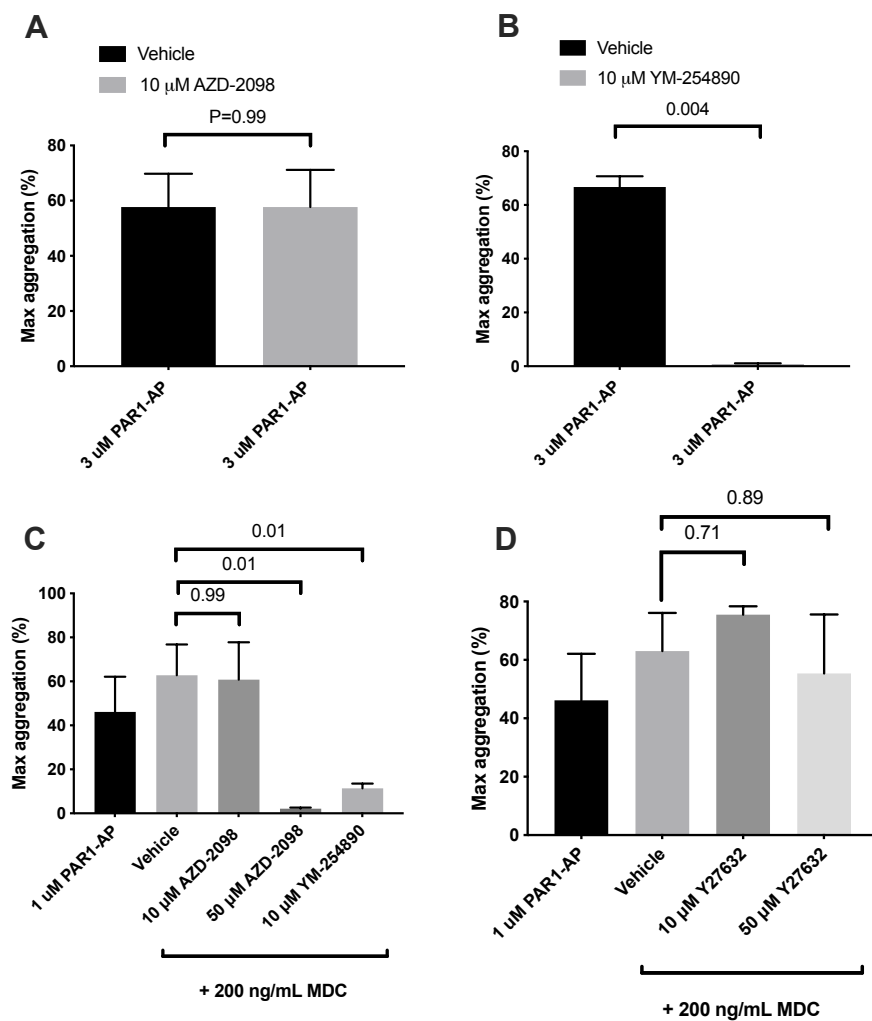 A
Vehicle
10 μM AZD-2098
P=0.99
Max aggregation (%)
80
60
40
20
0
3 uM PAR1-AP
3 uM PAR1-AP
B
Vehicle
10 μM YM-254890
0.004
Max aggregation (%)
80
60
40
20
0
3 uM PAR1-AP
3 uM PAR1-AP
C
0.01
0.01
0.99
Max aggregation (%)
100
80
60
40
20
0
1 uM PAR1-AP
Vehicle
10 μM AZD-2098
50 μM AZD-2098
10 μM YM-254890
+ 200 ng/mL MDC
D
0.89
0.71
Max aggregation (%)
80
60
40
20
0
1 uM PAR1-AP
Vehicle
10 μM Y27632
50 μM Y27632
+ 200 ng/mL MDC